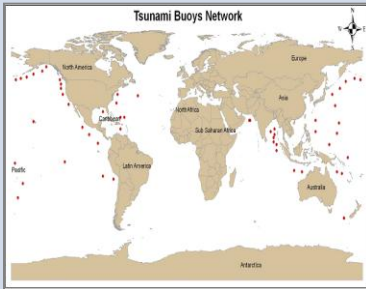 Tsunami Buoys Network
N
W E
S
Europe
North America
Asia
North Africa
Caribbean
Sub Saharan Africa
Pacific
Latin America
Australia
Antarctica